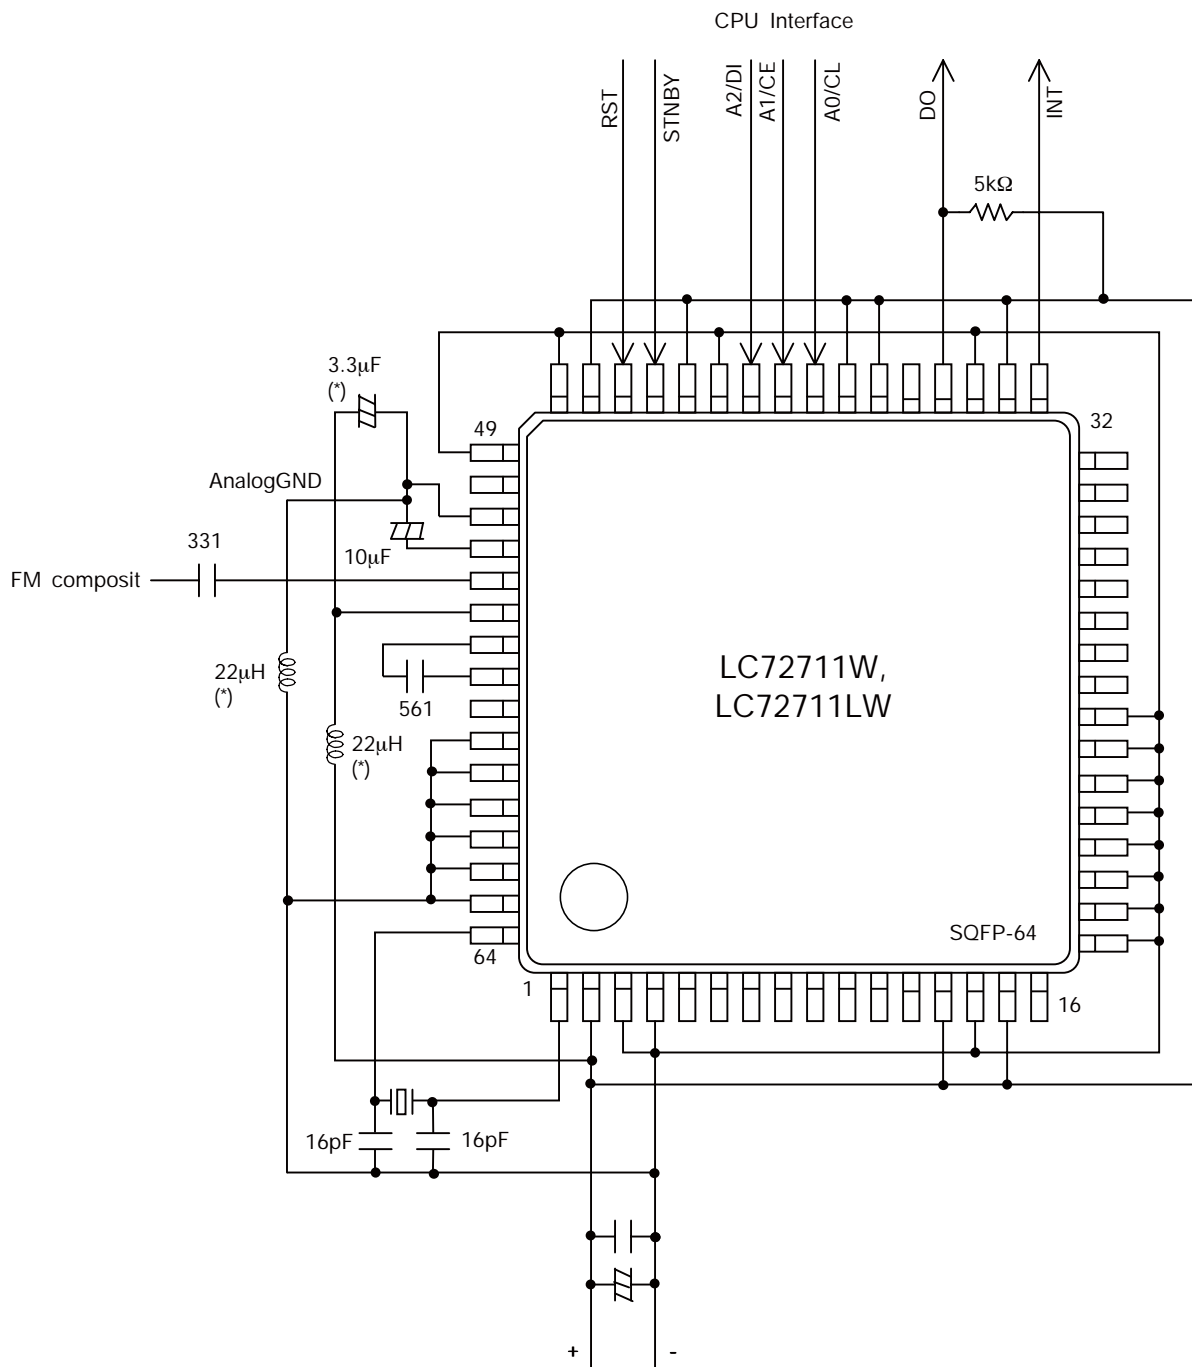 CPU Interface
RST
STNBY
A2/DI
A1/CE
A0/CL
DO
INT
5kΩ
3.3μF
(*)
49
32
AnalogGND
331
10μF
FM composit
22μH
(*)
561
22μH
(*)
LC72711W,
LC72711LW
SQFP-64
64
1
16
16pF
16pF
+
-